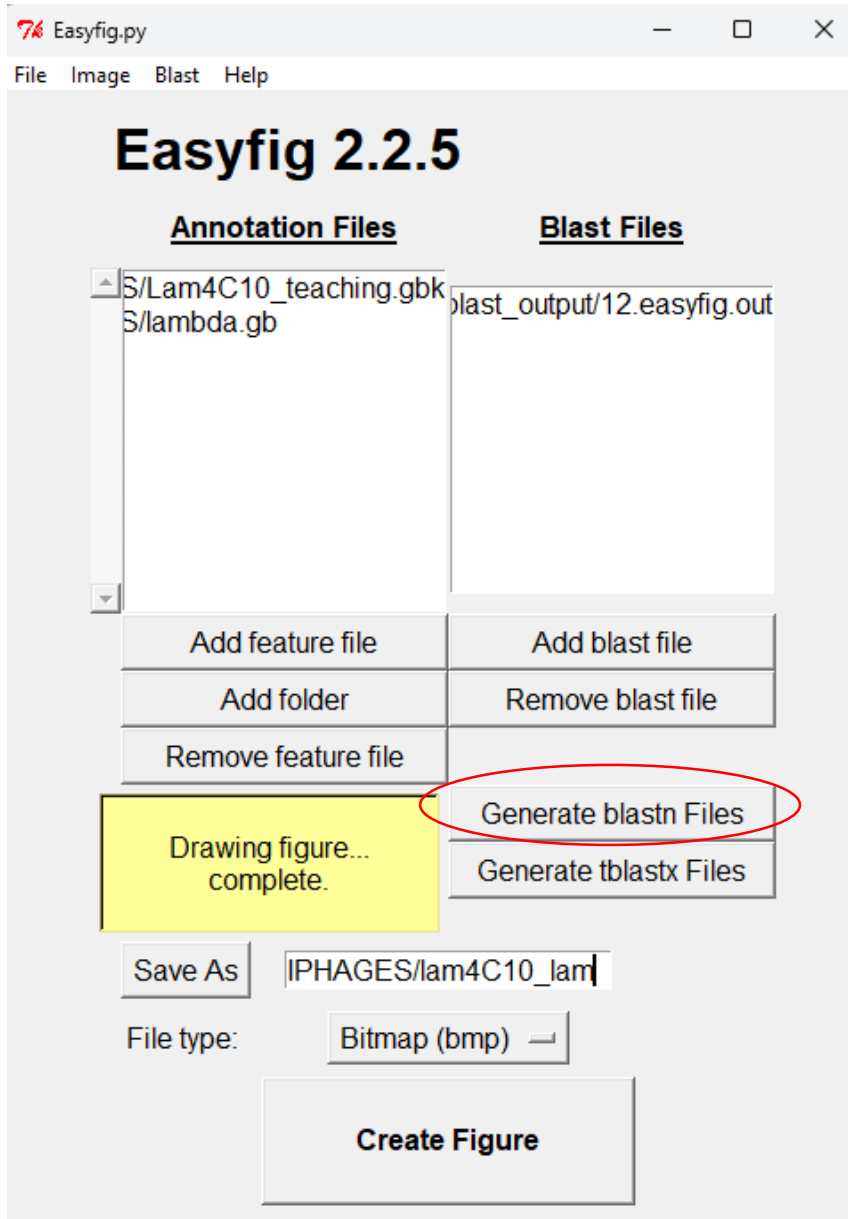 Easyfig.py
File Image Blast Help
Easyfig 2.2.5
Annotation Files
Blast Files
S/Lam4C10_teaching.gbk
S/lambda.gb
blast_output/12.easyfig.out
Add feature file
Add blast file
Add folder
Remove blast file
Remove feature file
Generate blastn Files
Drawing figure...
complete.
Generate tblastx Files
Save As
IPHAGES/lam4C10_lam
File type:
Bitmap (bmp)
Create Figure